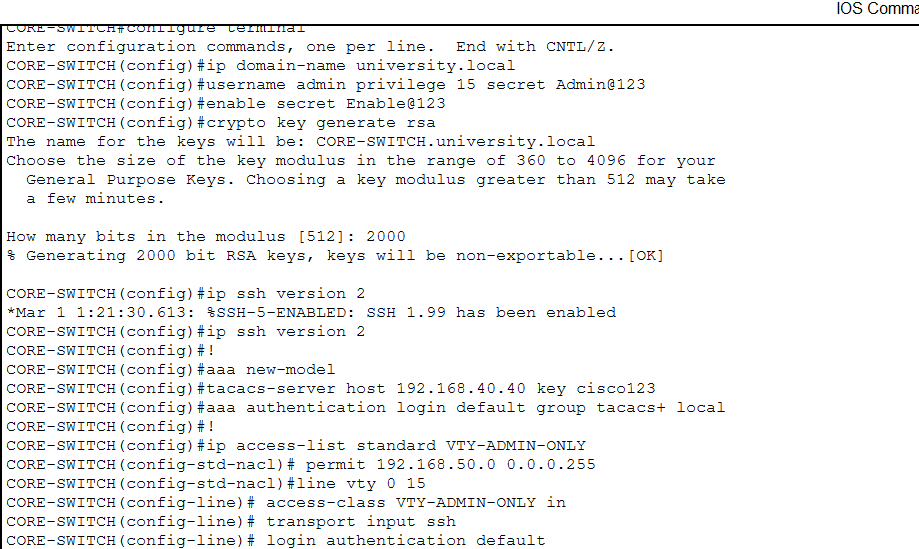 IOS Comma
CORE-SWITCH#configure terminal
Enter configuration commands, one per line.  End with CNTL/Z.
CORE-SWITCH(config)#ip domain-name university.local
CORE-SWITCH(config)#username admin privilege 15 secret Admin@123
CORE-SWITCH(config)#enable secret Enable@123
CORE-SWITCH(config)#crypto key generate rsa
The name for the keys will be: CORE-SWITCH.university.local
Choose the size of the key modulus in the range of 360 to 4096 for your
  General Purpose Keys. Choosing a key modulus greater than 512 may take
  a few minutes.

How many bits in the modulus [512]: 2000
% Generating 2000 bit RSA keys, keys will be non-exportable...[OK]

CORE-SWITCH(config)#ip ssh version 2
*Mar 1 1:21:30.613: %SSH-5-ENABLED: SSH 1.99 has been enabled
CORE-SWITCH(config)#ip ssh version 2
CORE-SWITCH(config)#!
CORE-SWITCH(config)#aaa new-model
CORE-SWITCH(config)#tacacs-server host 192.168.40.40 key cisco123
CORE-SWITCH(config)#aaa authentication login default group tacacs+ local
CORE-SWITCH(config)#!
CORE-SWITCH(config)#ip access-list standard VTY-ADMIN-ONLY
CORE-SWITCH(config-std-nacl)# permit 192.168.50.0 0.0.0.255
CORE-SWITCH(config-std-nacl)#line vty 0 15
CORE-SWITCH(config-line)# access-class VTY-ADMIN-ONLY in
CORE-SWITCH(config-line)# transport input ssh
CORE-SWITCH(config-line)# login authentication default